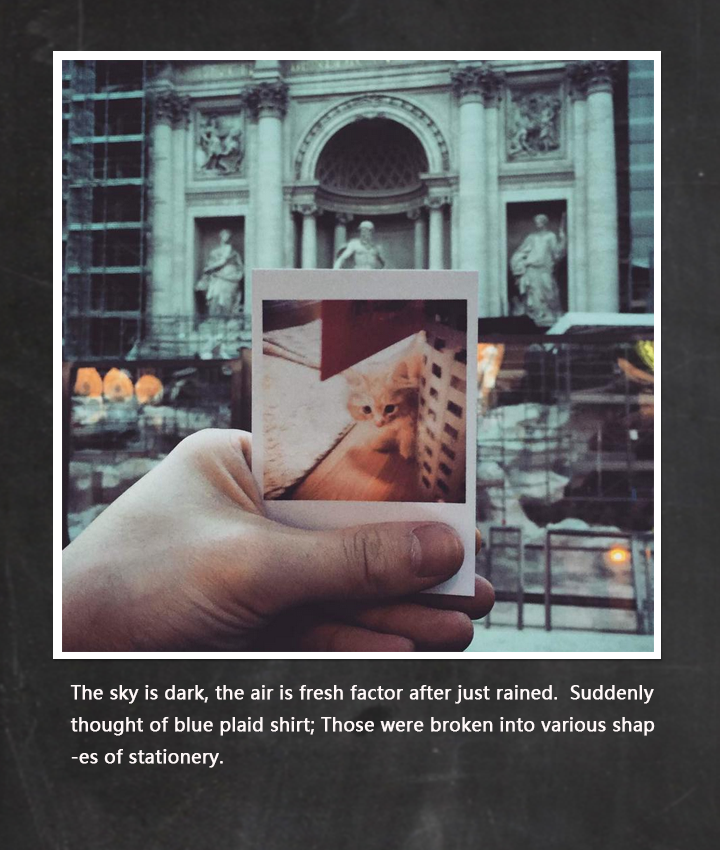 The sky is dark, the air is fresh factor after just rained.  Suddenly
thought of blue plaid shirt; Those were broken into various shap
-es of stationery.